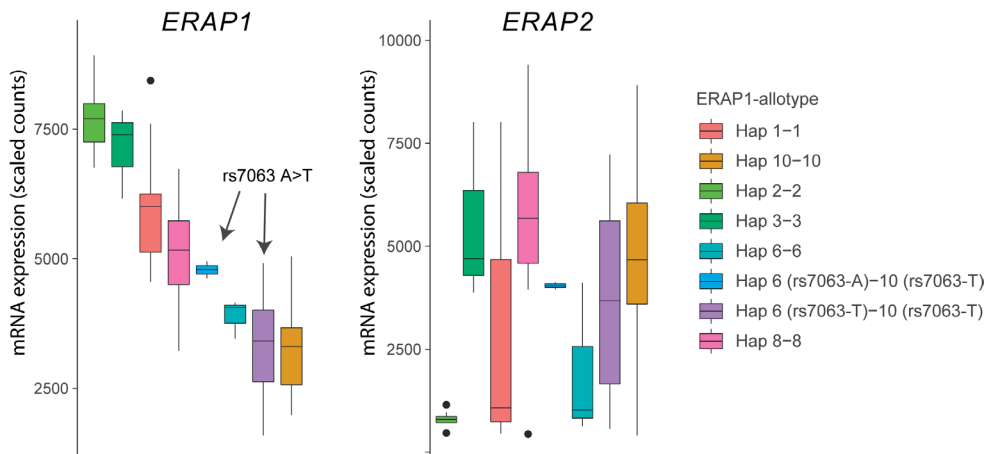 ERAP1
mRNA expression (scaled counts)
7500
5000
2500
rs7063 A>T
ERAP2
mRNA expression (scaled counts)
10000
7500
5000
2500
ERAP1-allotype
Hap 1−1
Hap 10−10
Hap 2−2
Hap 3−3
Hap 6−6
Hap 6 (rs7063-A)−10 (rs7063-T)
Hap 6 (rs7063-T)−10 (rs7063-T)
Hap 8−8